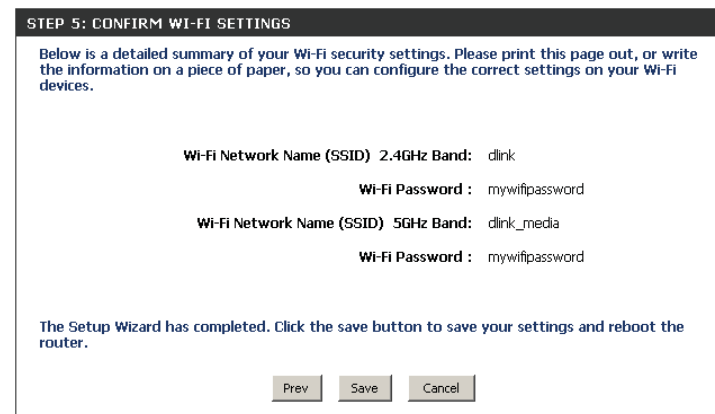 STEP 5: CONFIRM WI-FI SETTINGS
Below is a detailed summary of your Wi-Fi security settings. Please print this page out, or write
the information on a piece of paper, so you can configure the correct settings on your Wi-Fi
devices.
Wi-Fi Network Name (SSID) 2.4GHz Band: dlink
Wi-Fi Password : mywifipassword
Wi-Fi Network Name (SSID) 5GHz Band: dlink_media
Wi-Fi Password : mywifipassword
The Setup Wizard has completed. Click the save button to save your settings and reboot the
router.
Prev Save Cancel